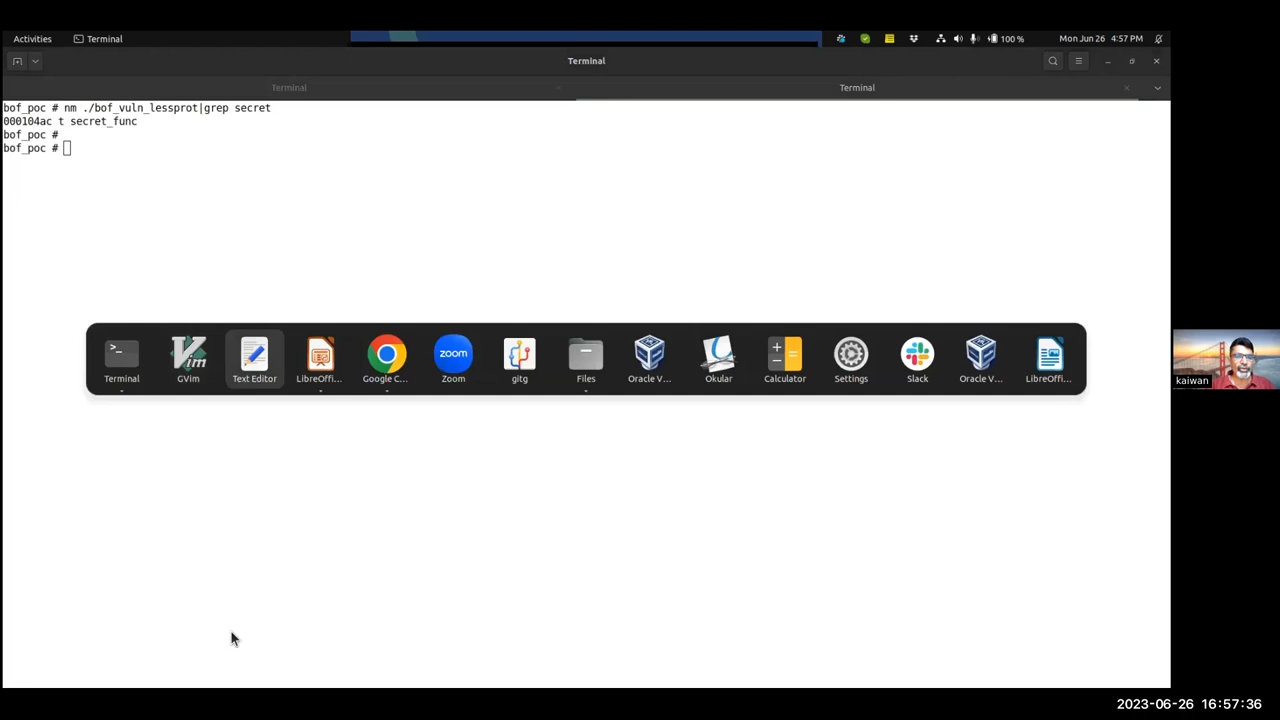 Activities
Terminal
100 %
Mon Jun 26 4:57 PM
Terminal
Terminal
Terminal
bof_poc # nm ./bof_vuln_lessprot|grep secret
000104ac t secret_func
bof_poc #
bof_poc #
>_
Vim
zoom
Terminal
GVim
Text Editor
LibreOffi...
Google C...
Zoom
gitg
Files
Oracle V...
Okular
Calculator
Settings
Slack
Oracle V...
LibreOffi...
kaiwan
2023-06-26 16:57:36